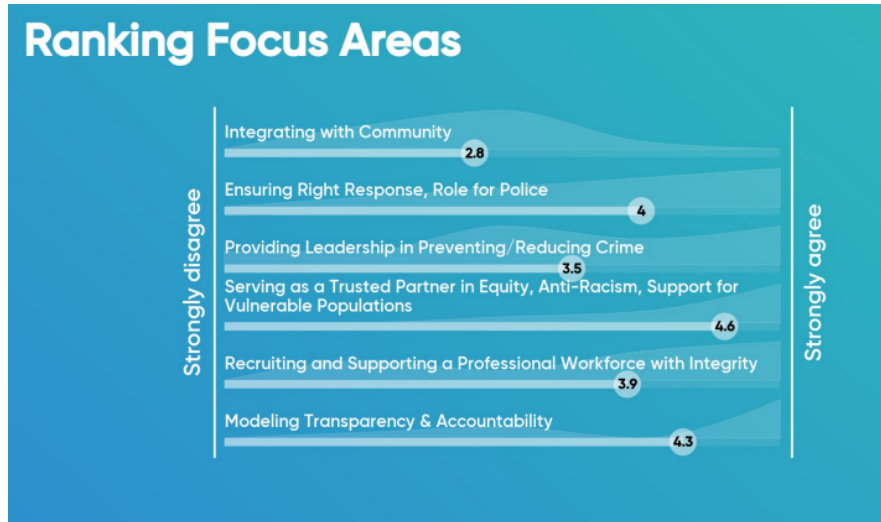 Ranking Focus Areas
Strongly disagree
Integrating with Community
2.8
Ensuring Right Response, Role for Police
4
Providing Leadership in Preventing/Reducing Crime
3.5
Serving as a Trusted Partner in Equity, Anti-Racism, Support for
Vulnerable Populations
4.6
Recruiting and Supporting a Professional Workforce with Integrity
3.9
Modeling Transparency & Accountability
4.3
Strongly agree